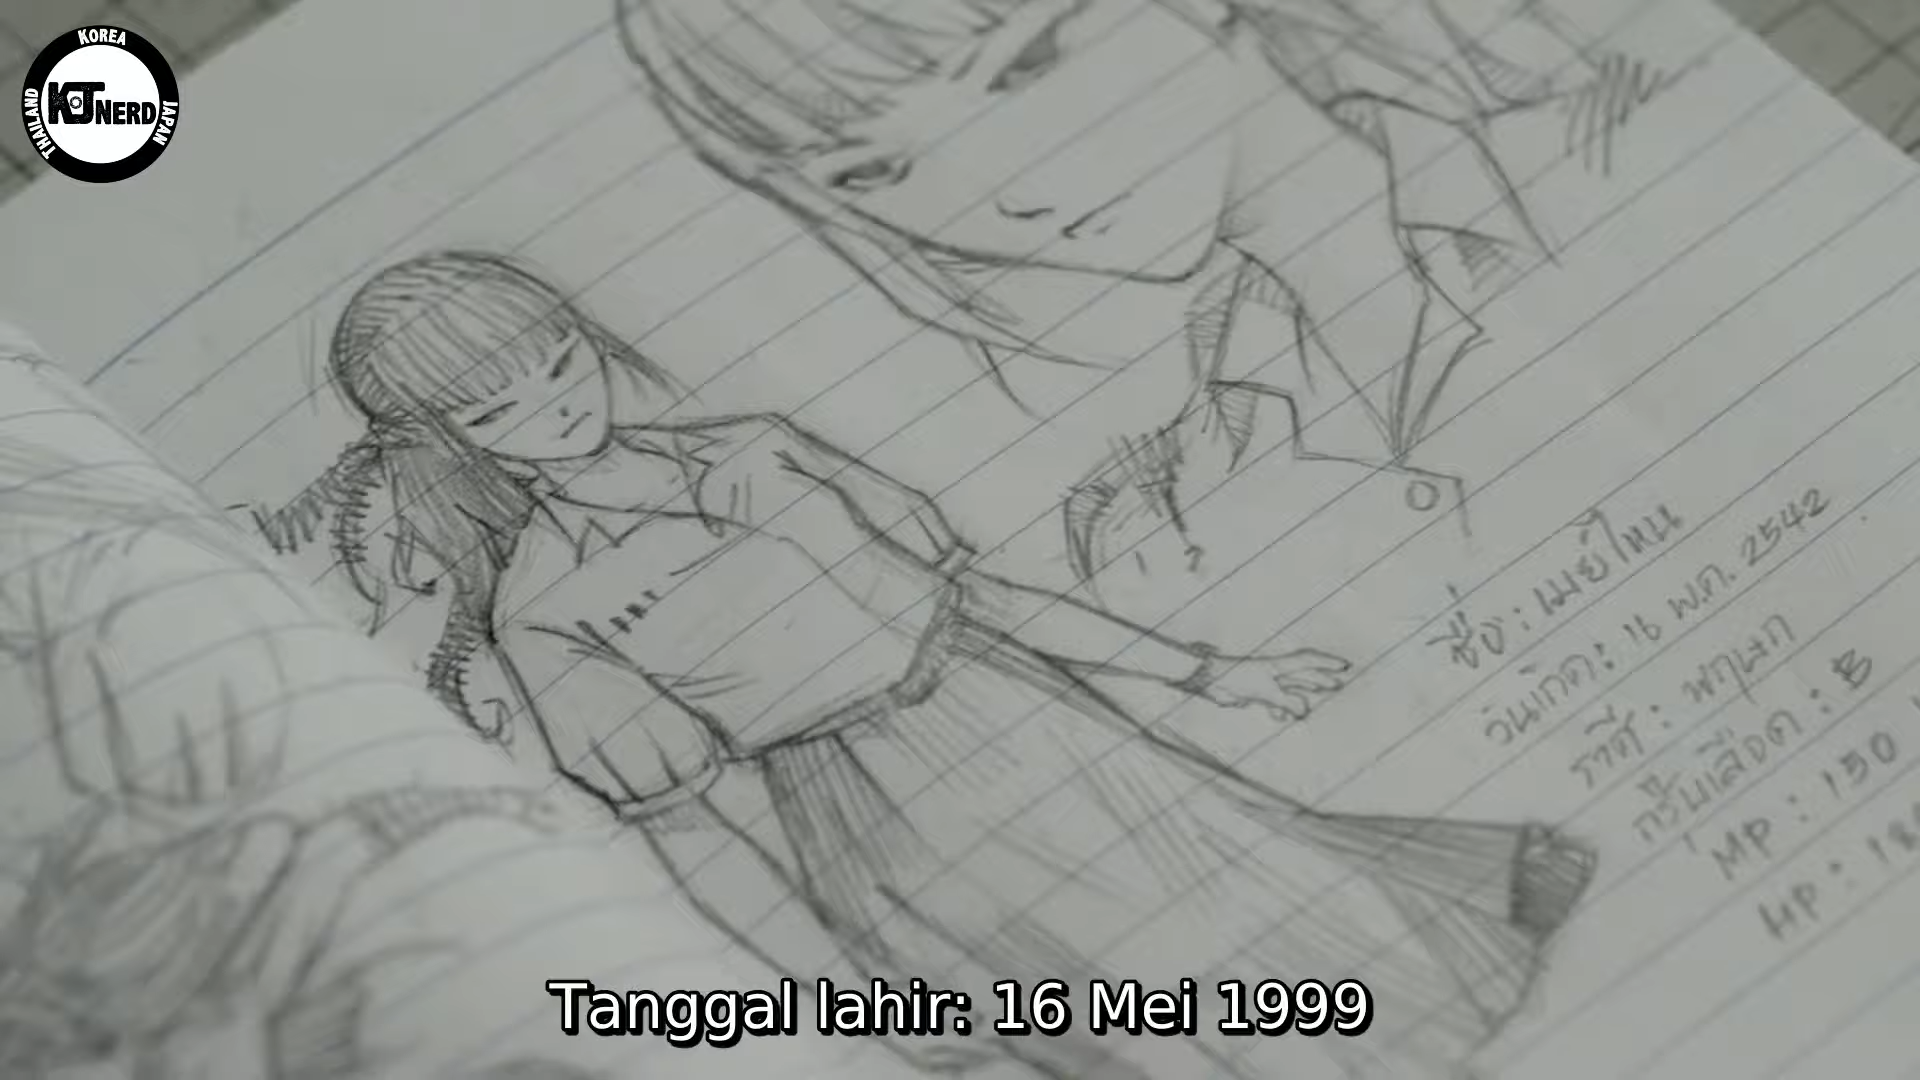 KOREA
THAILAND
KJTNERD
JAPAN
ชื่อ : เมย์ไหน
วันเกิด : 16 พ.ค. 2542
ราศี : พฤษภ
กรุ๊ปเลือด : B
MP : 150
HP :
Tanggal lahir: 16 Mei 1999